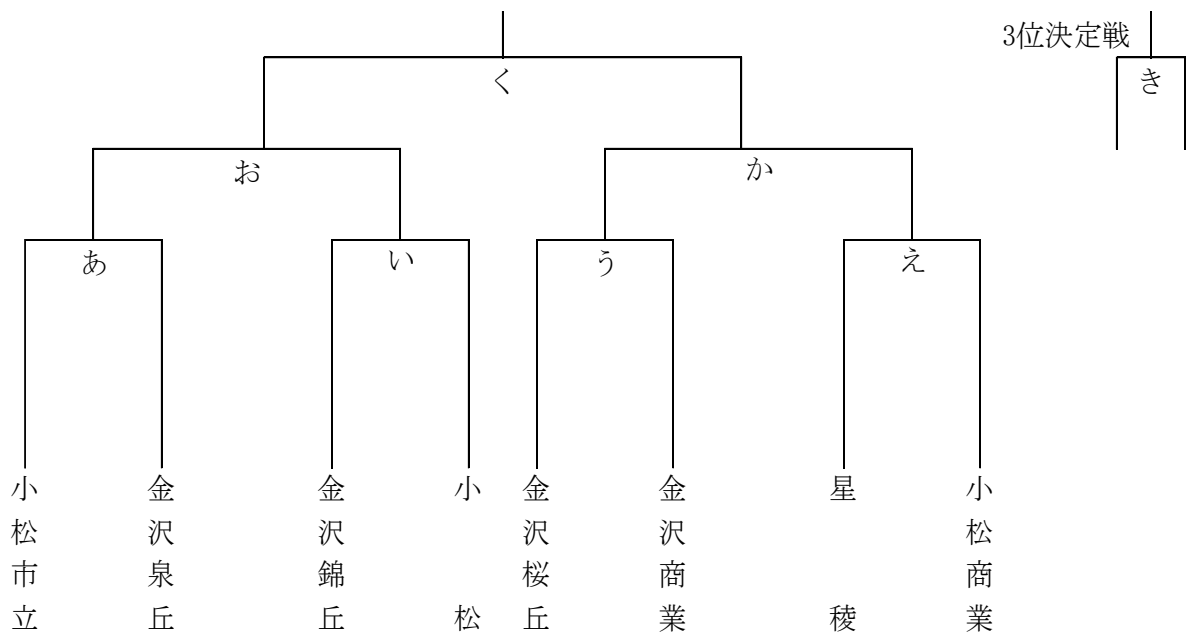 3位決定戦
く
き
お
か
あ
い
う
え
小松市立
金沢泉丘
金沢錦丘
小松
金沢桜丘
金沢商業
星稜
小松商業